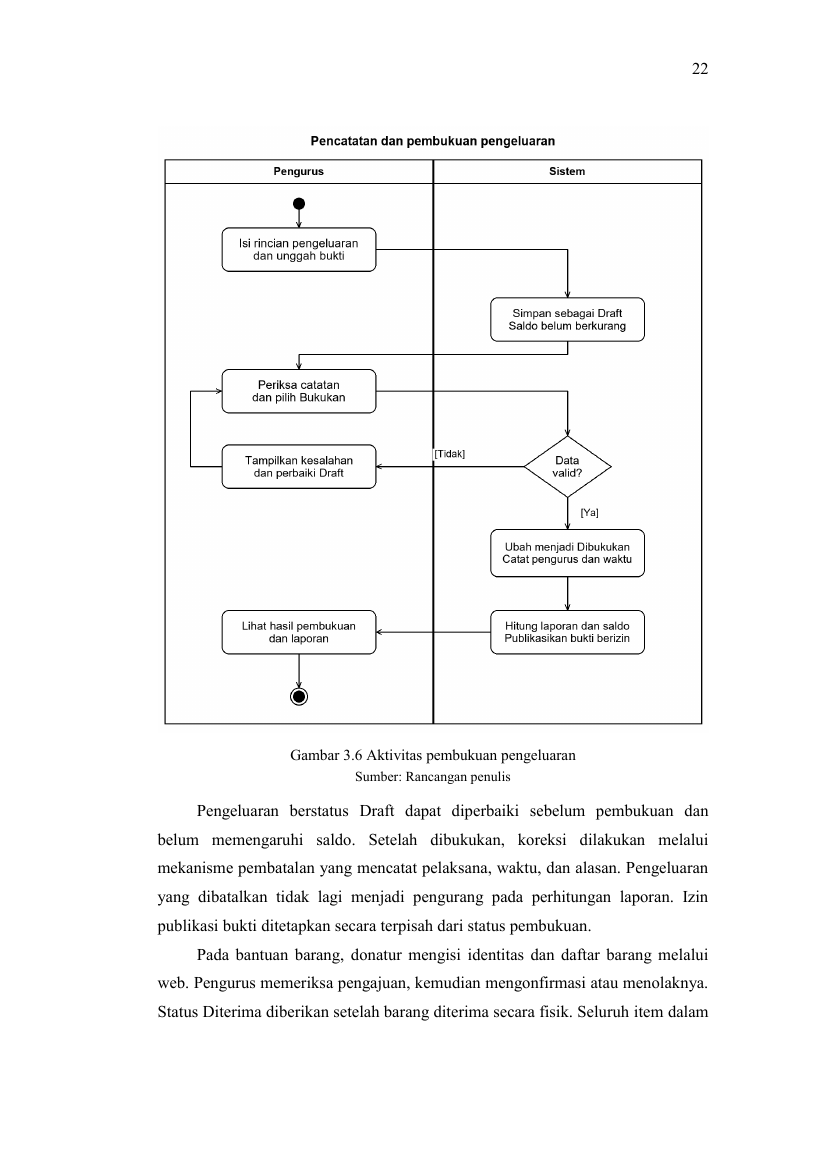 22
Pencatatan dan pembukuan pengeluaran
Pengurus
Sistem
Isi rincian pengeluaran
dan unggah bukti
Simpan sebagai Draft
Saldo belum berkurang
Periksa catatan
dan pilih Bukukan
Tampilkan kesalahan
dan perbaiki Draft
[Tidak]
Data
valid?
[Ya]
Ubah menjadi Dibukukan
Catat pengurus dan waktu
Lihat hasil pembukuan
dan laporan
Hitung laporan dan saldo
Publikasikan bukti berizin
Gambar 3.6 Aktivitas pembukuan pengeluaran
Sumber: Rancangan penulis
Pengeluaran berstatus Draft dapat diperbaiki sebelum pembukuan dan
belum memengaruhi saldo. Setelah dibukukan, koreksi dilakukan melalui
mekanisme pembatalan yang mencatat pelaksana, waktu, dan alasan. Pengeluaran
yang dibatalkan tidak lagi menjadi pengurang pada perhitungan laporan. Izin
publikasi bukti ditetapkan secara terpisah dari status pembukuan.
Pada bantuan barang, donatur mengisi identitas dan daftar barang melalui
web. Pengurus memeriksa pengajuan, kemudian mengonfirmasi atau menolaknya.
Status Diterima diberikan setelah barang diterima secara fisik. Seluruh item dalam